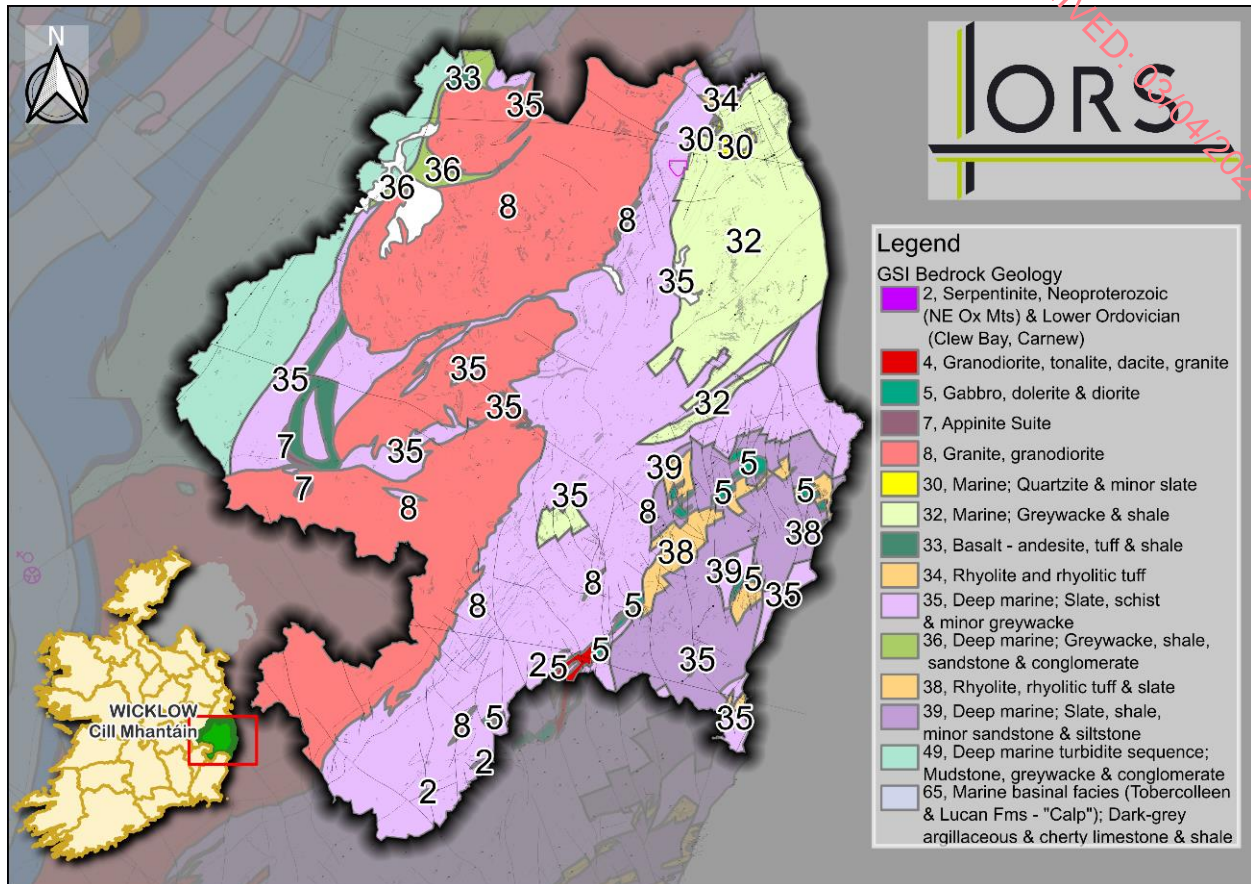 IVED: 03/04/202
N
IORS
33
35
34
30
30
36
36
8
8
32
35
35
35
32
35
7
35
39
5
5
5
7
8
35
8
38
38
39
5
35
8
8
5
2
5
5
35
8
5
35
2
2
WICKLOW
Cill Mhantáin
Legend
GSI Bedrock Geology
2, Serpentinite, Neoproterozoic
(NE Ox Mts) & Lower Ordovician
(Clew Bay, Carnew)
4, Granodiorite, tonalite, dacite, granite
5, Gabbro, dolerite & diorite
7, Appinite Suite
8, Granite, granodiorite
30, Marine; Quartzite & minor slate
32, Marine; Greywacke & shale
33, Basalt - andesite, tuff & shale
34, Rhyolite and rhyolitic tuff
35, Deep marine; Slate, schist
& minor greywacke
36, Deep marine; Greywacke, shale,
sandstone & conglomerate
38, Rhyolite, rhyolitic tuff & slate
39, Deep marine; Slate, shale,
minor sandstone & siltstone
49, Deep marine turbidite sequence;
Mudstone, greywacke & conglomerate
65, Marine basinal facies (Tobercolleen
& Lucan Fms - "Calp"); Dark-grey
argillaceous & cherty limestone & shale